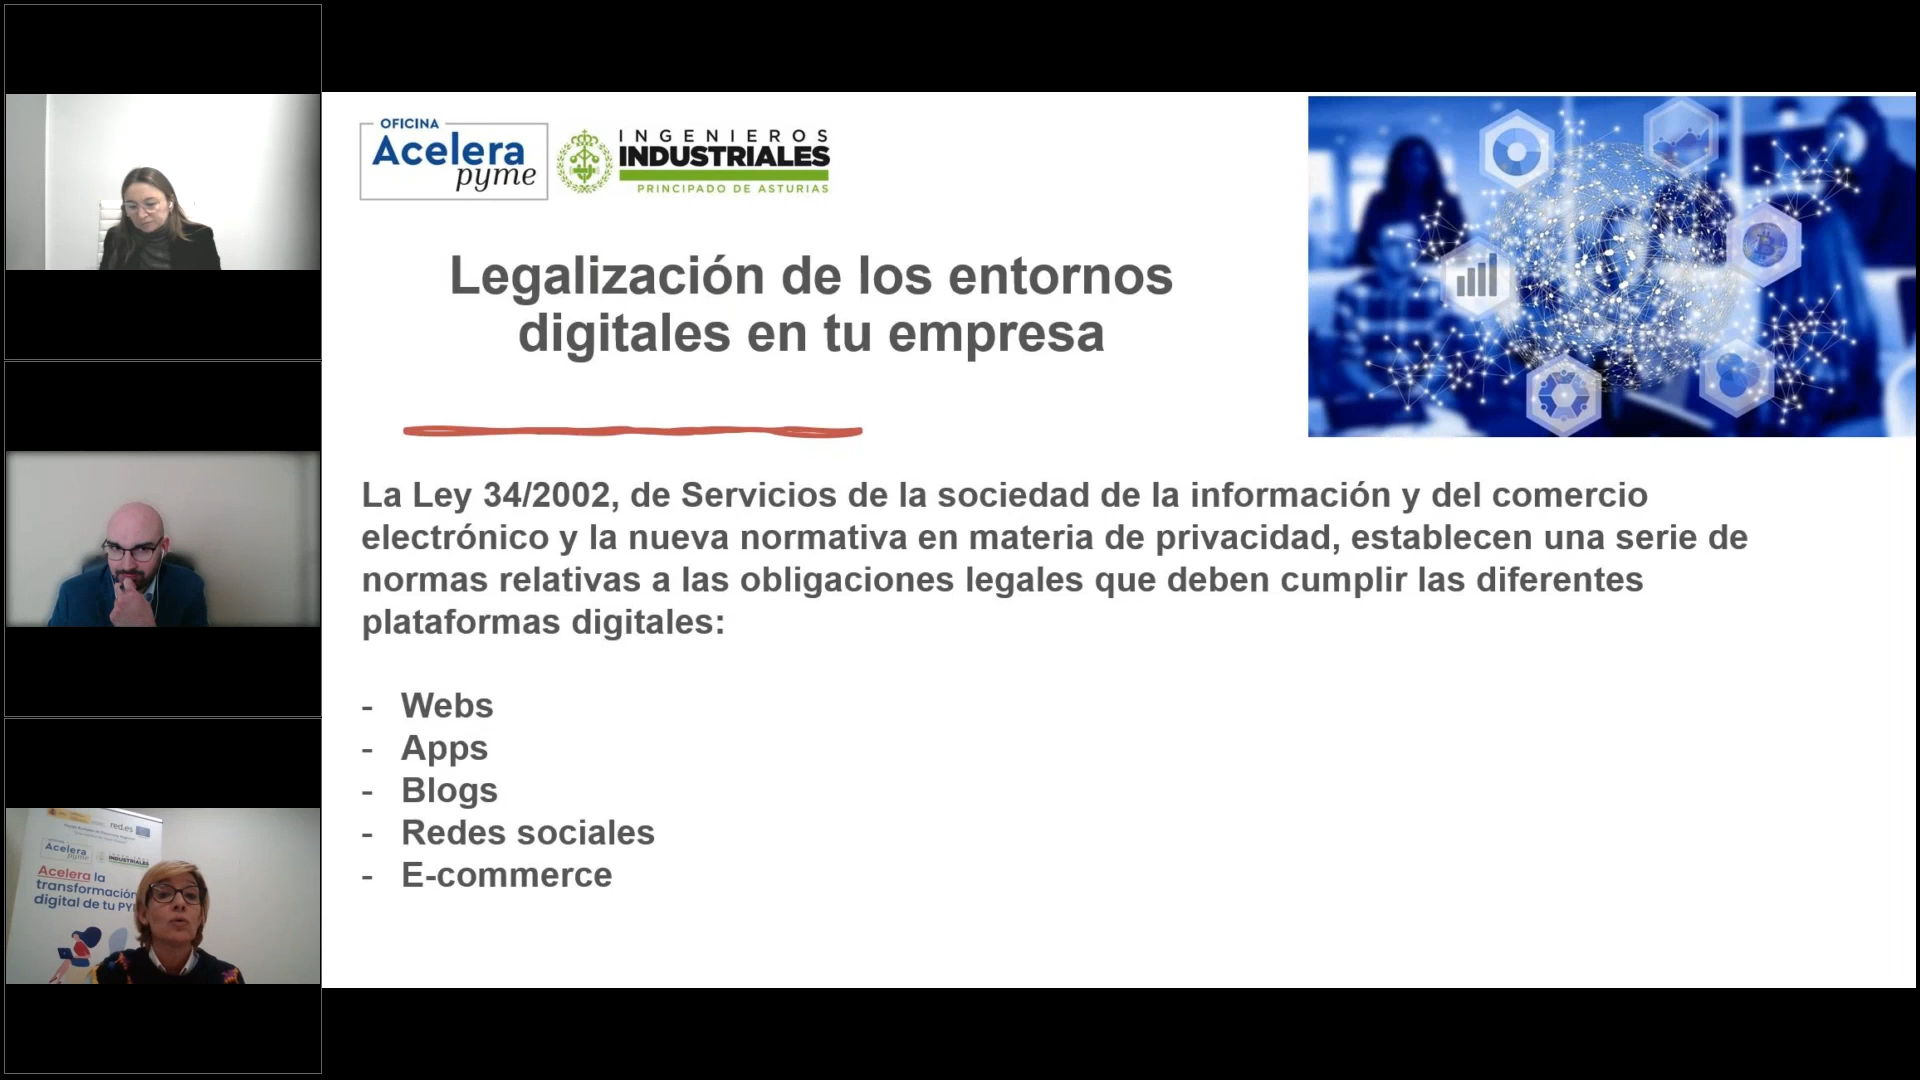 OFICINA
Acelera
pyme
INGENIEROS
INDUSTRIALES
PRINCIPADO DE ASTURIAS
Legalización de los entornos
digitales en tu empresa
La Ley 34/2002, de Servicios de la sociedad de la información y del comercio
electrónico y la nueva normativa en materia de privacidad, establecen una serie de
normas relativas a las obligaciones legales que deben cumplir las diferentes
plataformas digitales:
- Webs
- Apps
- Blogs
- Redes sociales
- E-commerce
red.es
Acelera
pyme
INDUSTRIALES
Acelera la
transformación
digital de tu PY